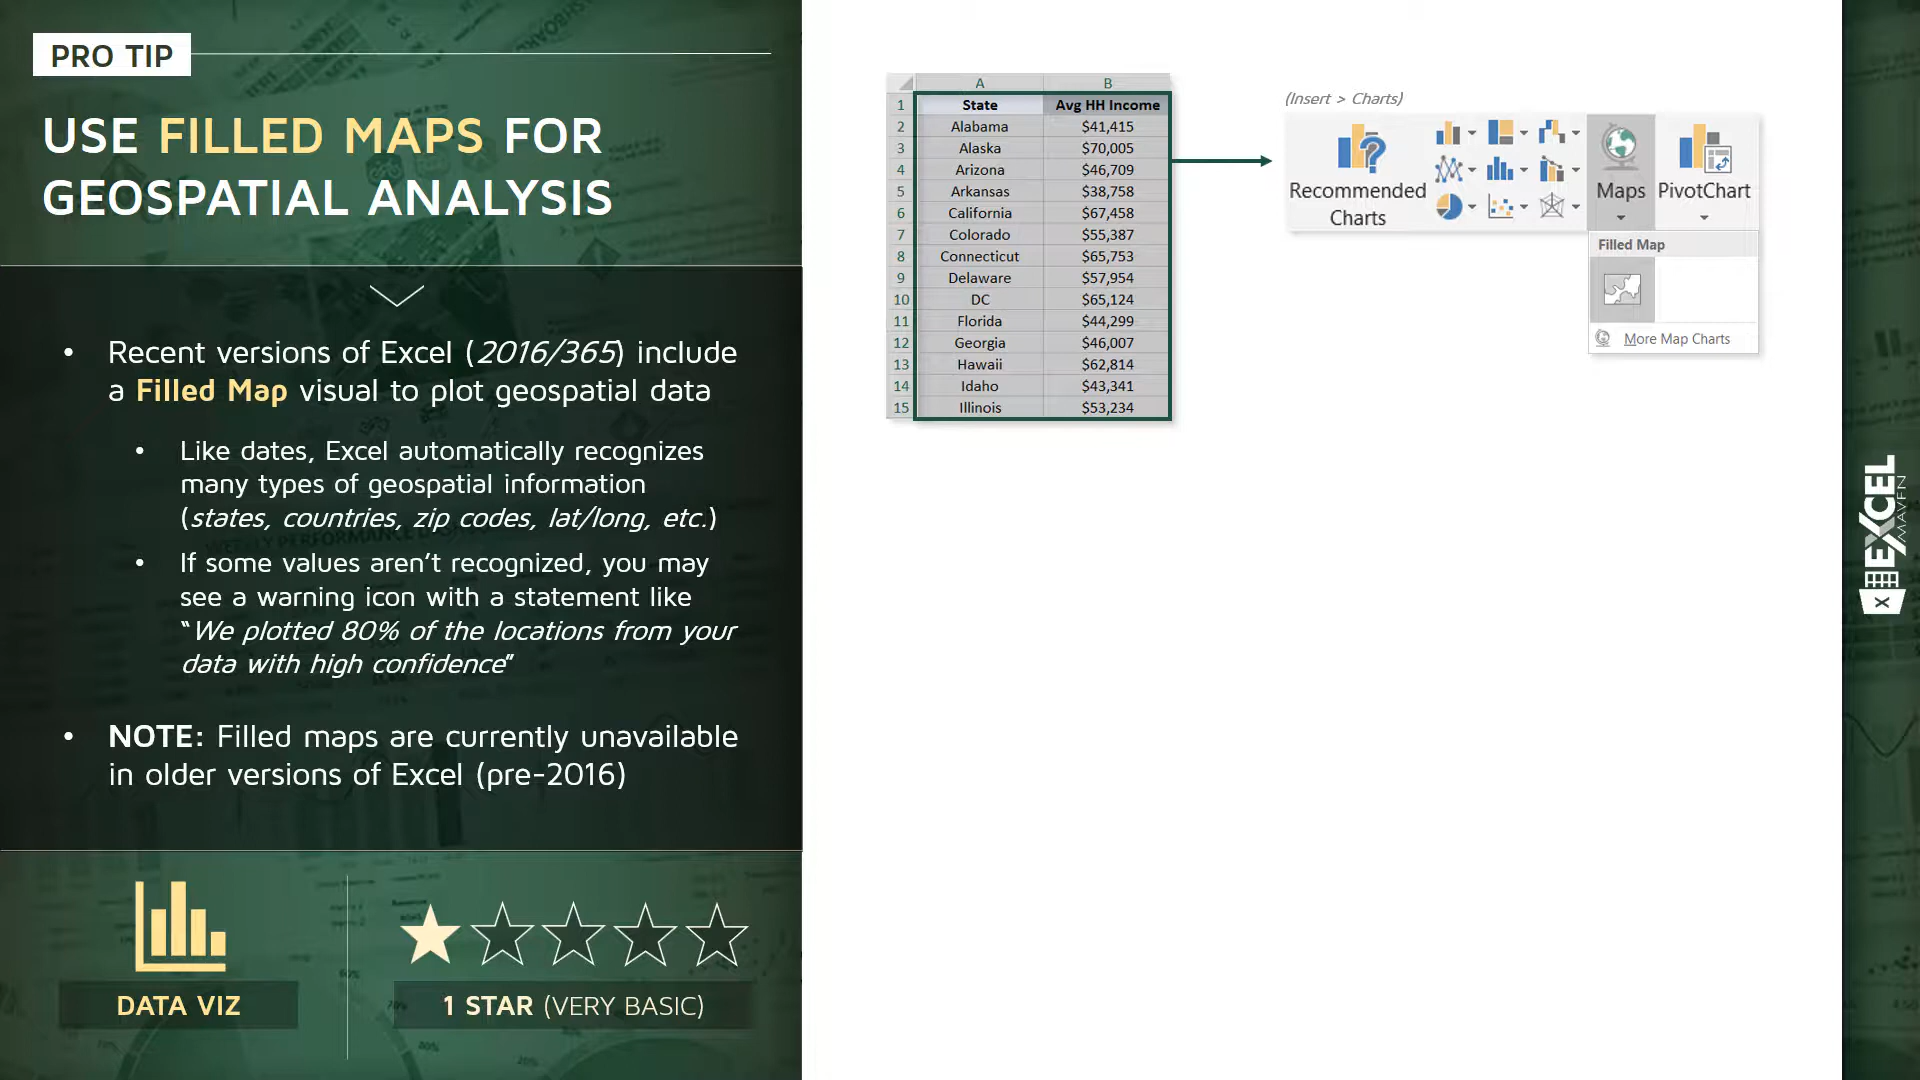 PRO TIP
USE FILLED MAPS FOR
GEOSPATIAL ANALYSIS
• Recent versions of Excel (2016/365) include
a Filled Map visual to plot geospatial data
• Like dates, Excel automatically recognizes
many types of geospatial information
(states, countries, zip codes, lat/long, etc.)
• If some values aren’t recognized, you may
see a warning icon with a statement like
“We plotted 80% of the locations from your
data with high confidence”
• NOTE: Filled maps are currently unavailable
in older versions of Excel (pre-2016)
DATA VIZ
1 STAR (VERY BASIC)
A B
1 State Avg HH Income
2 Alabama $41,415
3 Alaska $70,005
4 Arizona $46,709
5 Arkansas $38,758
6 California $67,458
7 Colorado $55,387
8 Connecticut $65,753
9 Delaware $57,954
10 DC $65,124
11 Florida $44,299
12 Georgia $46,007
13 Hawaii $62,814
14 Idaho $43,341
15 Illinois $53,234
(Insert > Charts)
Recommended
Charts
Maps
PivotChart
Filled Map
More Map Charts
X EXCEL
MAVEN